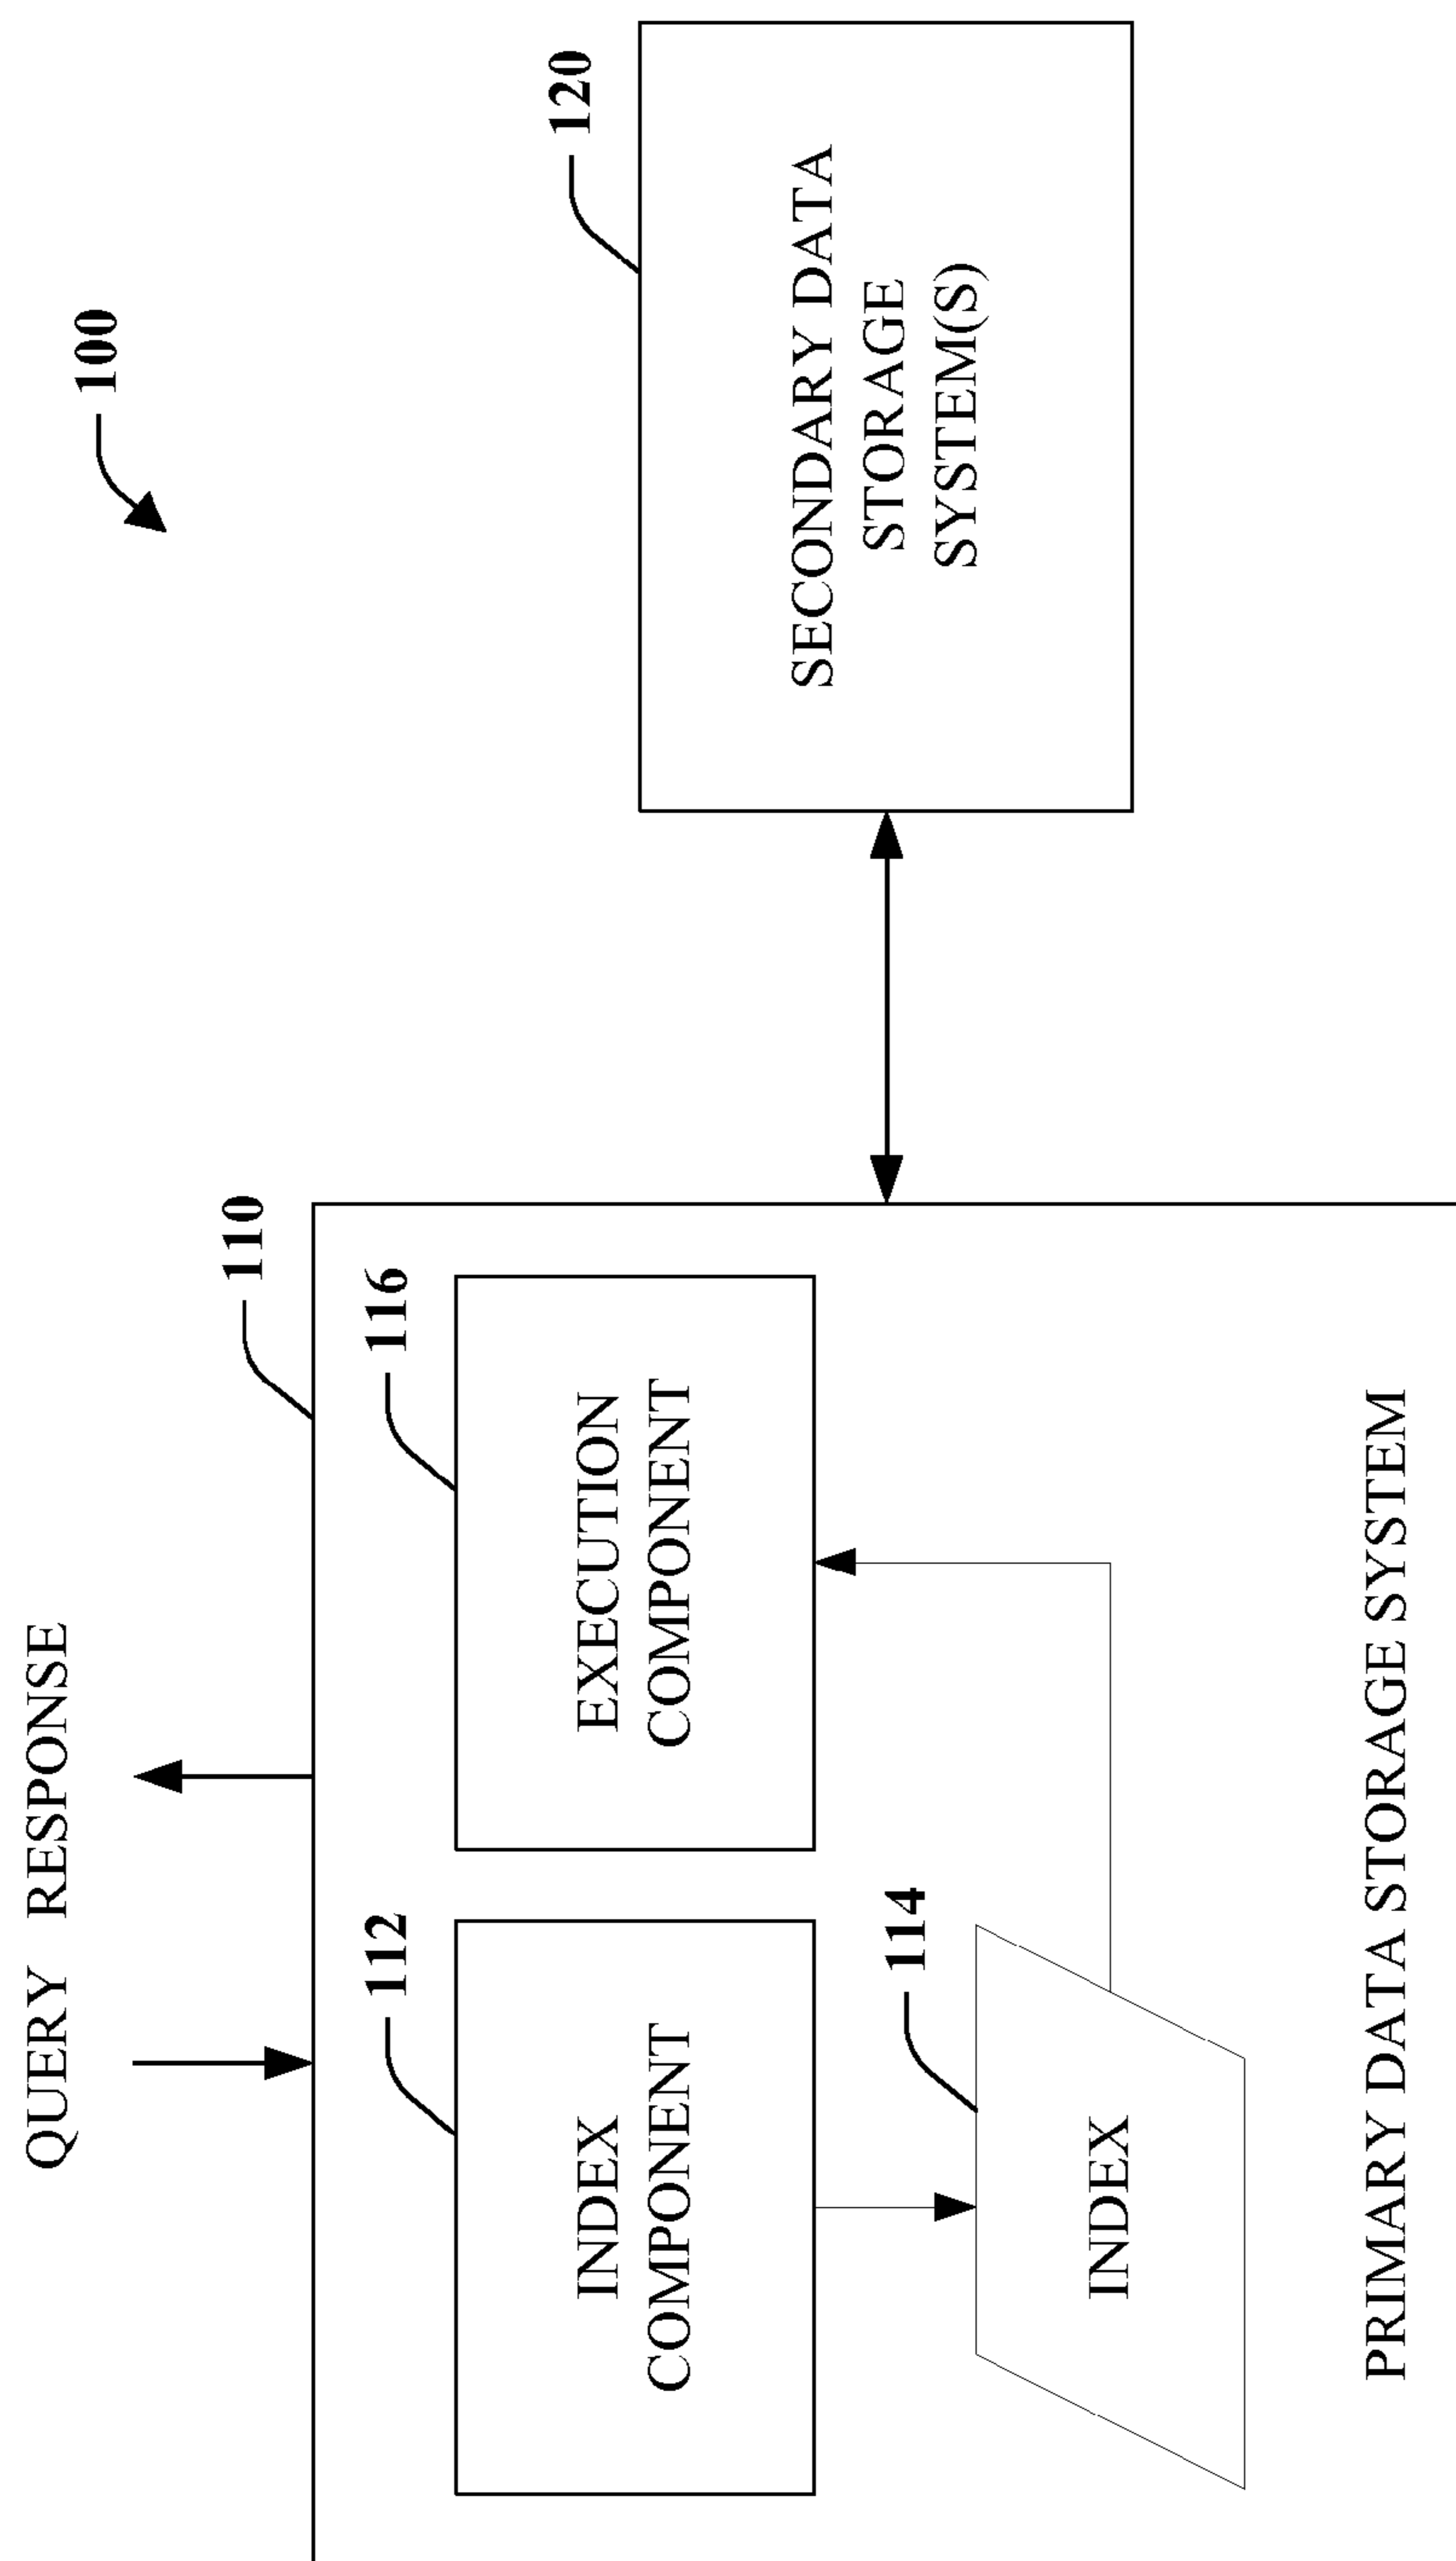 100
QUERY RESPONSE
110
112
116
INDEX
COMPONENT
EXECUTION
COMPONENT
114
INDEX
PRIMARY DATA STORAGE SYSTEM
120
SECONDARY DATA
STORAGE
SYSTEM(S)